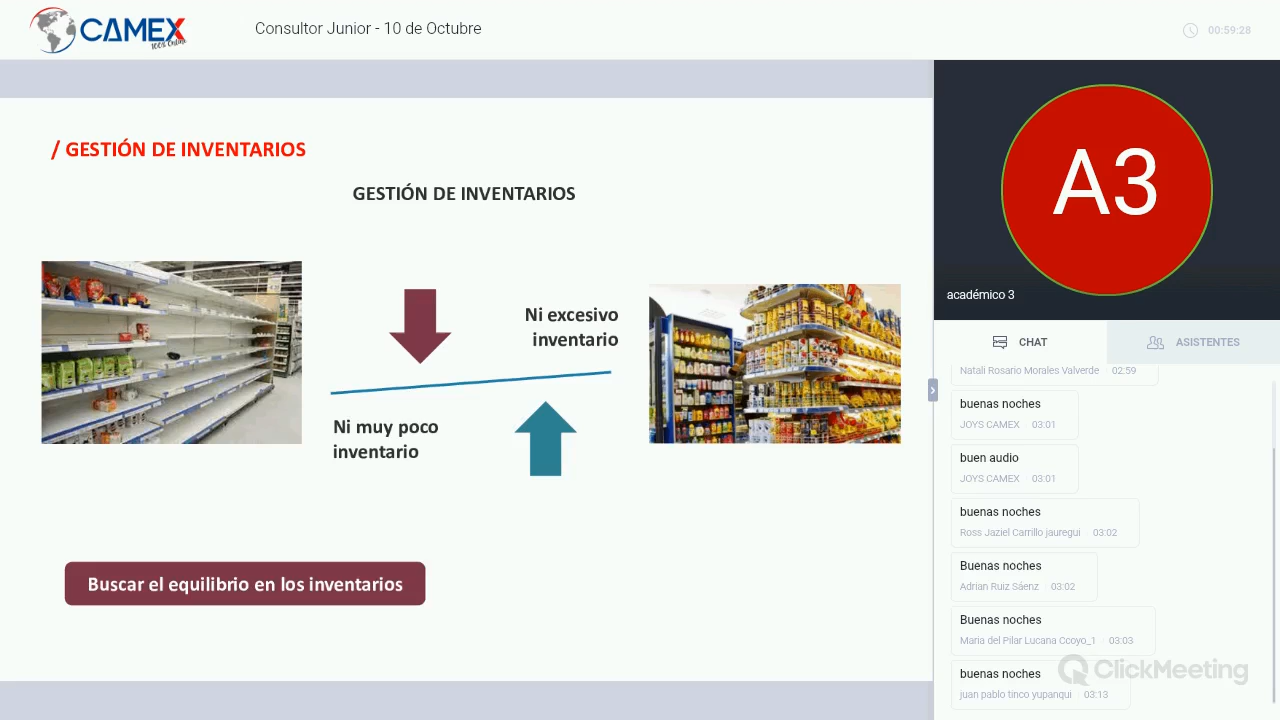 CAMEX
100% Online
Consultor Junior - 10 de Octubre
00:59:28
/ GESTIÓN DE INVENTARIOS
GESTIÓN DE INVENTARIOS
Ni excesivo
inventario
Ni muy poco
inventario
Buscar el equilibrio en los inventarios
A3
académico 3
CHAT
ASISTENTES
Natali Rosario Morales Valverde 02:59
buenas noches
JOYS CAMEX 03:01
buen audio
JOYS CAMEX 03:01
buenas noches
Ross Jaziel Carrillo jauregui 03:02
Buenas noches
Adrian Ruiz Sáenz 03:02
Buenas noches
Maria del Pilar Lucana Ccoyo_1 03:03
buenas noches
juan pablo tinco yupanqui 03:13
ClickMeeting